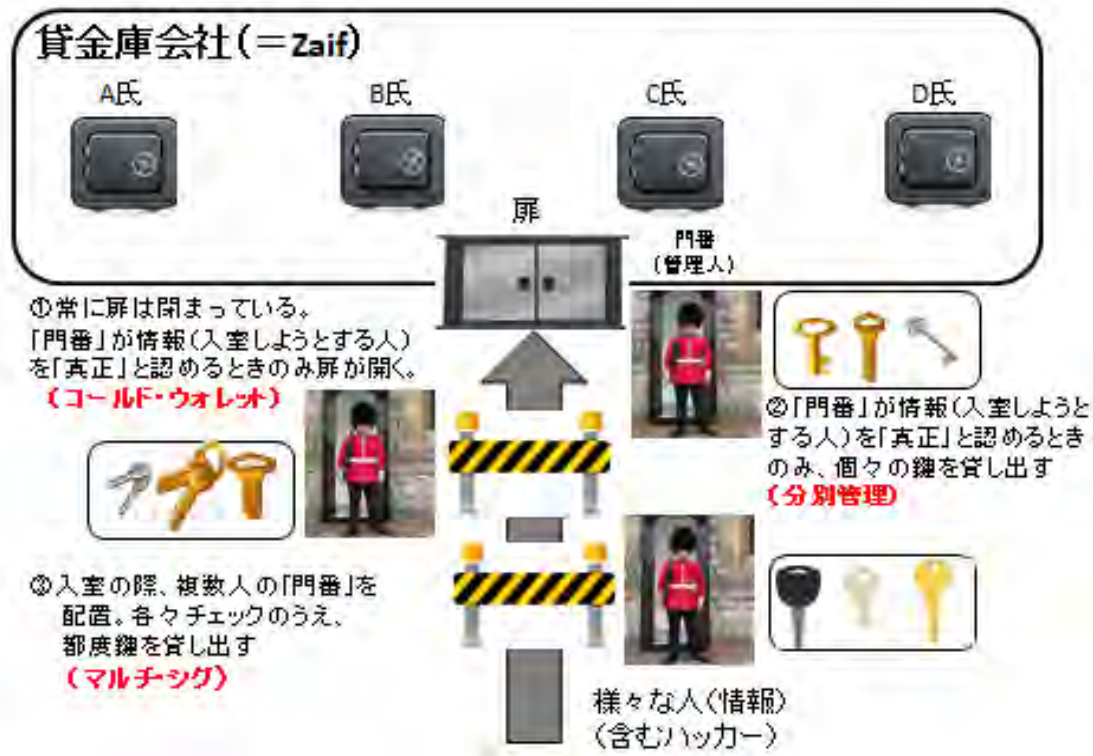 貸金庫会社(=Zaif)
A氏
B氏
C氏
D氏
扉
門番
(管理人)
①常に扉は閉まっている。
「門番」が情報(入室しようとする人)
を「真正」と認めるときのみ扉が開く。
(コールド・ウォレット)
②「門番」が情報(入室しようと
する人)を「真正」と認めるとき
のみ、個々の鍵を貸し出す
(分別管理)
③入室の際、複数人の「門番」を
配置。各々チェックのうえ、
都度鍵を貸し出す
(マルチ・シグ)
様々な人(情報)
(含むハッカー)